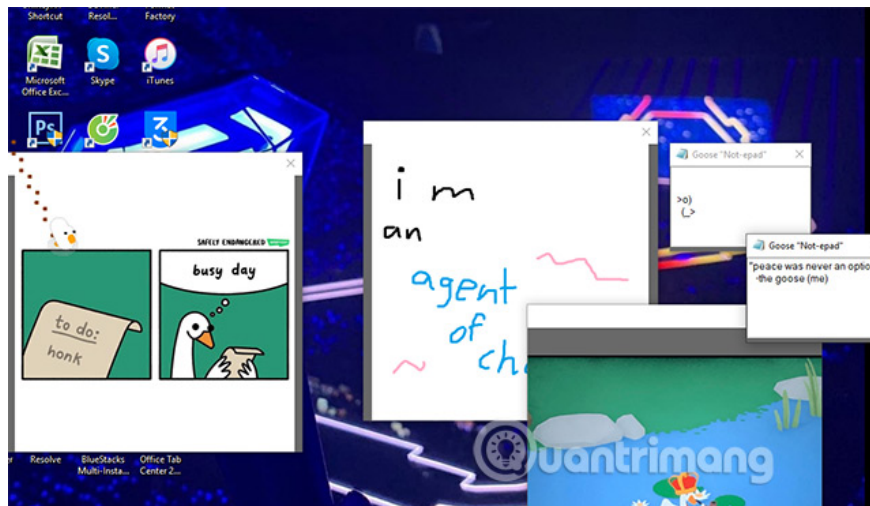 Shortcut
Resol...
Factory
Microsoft
Office Exc...
Skype
iTunes
Ps
SAFELY ENDANGERED
to do:
honk
busy day
i m
an
agent
of
ch
Goose "Not-epad"
>o)
(_>
Goose "Not-epad"
"peace was never an optio
-the goose (me)
Resolve
BlueStacks
Multi-Insta...
Office Tab
Center 2...
Quantrimang